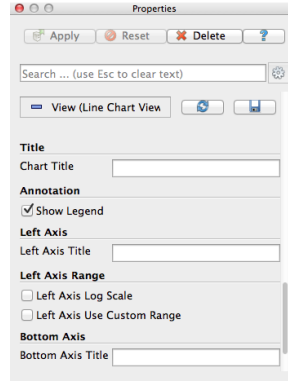 Properties
Apply Reset Delete ?
Search ... (use Esc to clear text)
View (Line Chart View
Title
Chart Title
Annotation
Show Legend
Left Axis
Left Axis Title
Left Axis Range
Left Axis Log Scale
Left Axis Use Custom Range
Bottom Axis
Bottom Axis Title